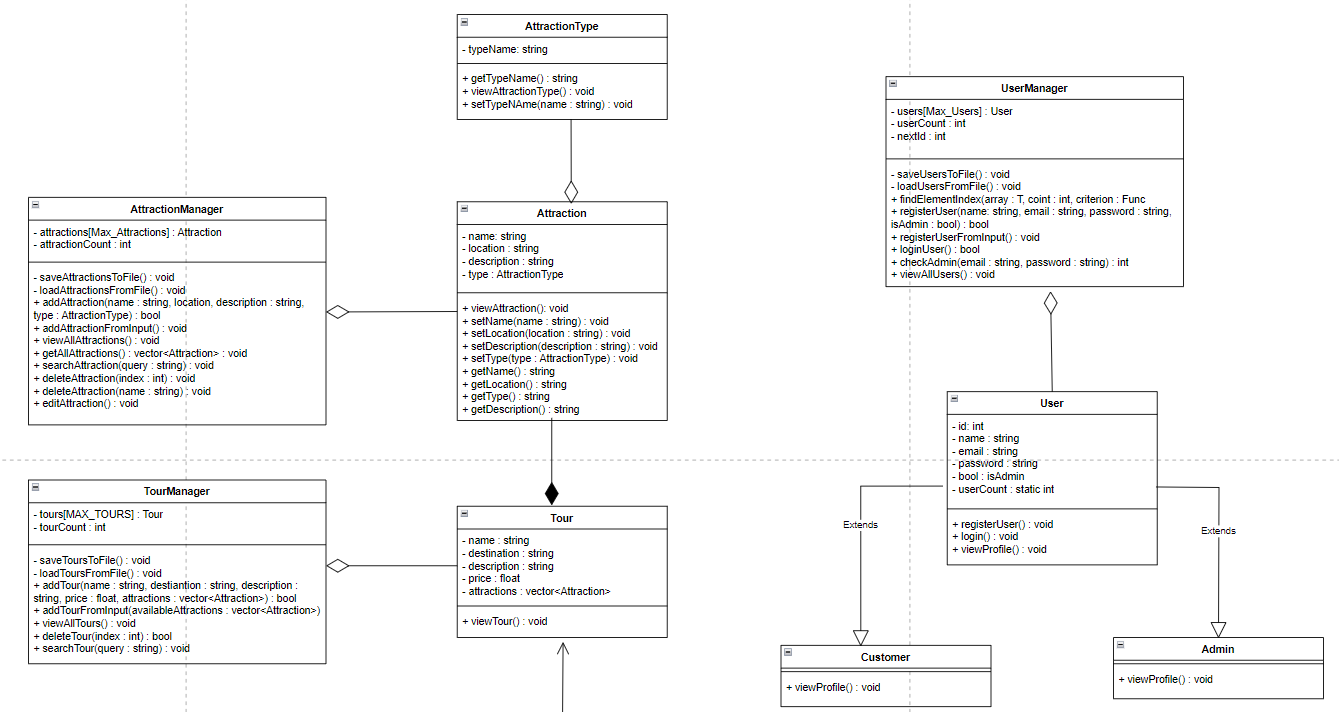 AttractionType
- typeName: string
+ getTypeName() : string
+ viewAttractionType() : void
+ setTypeNAme(name : string) : void
UserManager
- users[Max_Users] : User
- userCount : int
- nextId : int
- saveUsersToFile() : void
- loadUsersFromFile() : void
+ findElementIndex(array : T, coint : int, criterion : Func
+ registerUser(name: string, email : string, password : string,
isAdmin : bool) : bool
+ registerUserFromInput() : void
+ loginUser() : bool
+ checkAdmin(email : string, password : string) : int
+ viewAllUsers() : void
AttractionManager
- attractions[Max_Attractions] : Attraction
- attractionCount : int
- saveAttractionsToFile() : void
- loadAttractionsFromFile() : void
+ addAttraction(name : string, location, description : string,
type : AttractionType) : bool
+ addAttractionFromInput() : void
+ viewAllAttractions() : void
+ getAllAttractions() : vector<Attraction> : void
+ searchAttraction(query : string) : void
+ deleteAttraction(index : int) : void
+ deleteAttraction(name : string) : void
+ editAttraction() : void
Attraction
- name: string
- location : string
- description : string
- type : AttractionType
+ viewAttraction(): void
+ setName(name : string) : void
+ setLocation(location : string) : void
+ setDescription(description : string) : void
+ setType(type : AttractionType) : void
+ getName() : string
+ getLocation() : string
+ getType() : string
+ getDescription() : string
User
- id: int
- name : string
- email : string
- password : string
- bool : isAdmin
- userCount : static int
+ registerUser() : void
+ login() : void
+ viewProfile() : void
TourManager
- tours[MAX_TOURS] : Tour
- tourCount : int
- saveToursToFile() : void
- loadToursFromFile() : void
+ addTour(name : string, destiantion : string, description :
string, price : float, attractions : vector<Attraction>) : bool
+ addTourFromInput(availableAttractions : vector<Attraction>)
+ viewAllTours() : void
+ deleteTour(index : int) : bool
+ searchTour(query : string) : void
Tour
- name : string
- destination : string
- description : string
- price : float
- attractions : vector<Attraction>
+ viewTour() : void
Extends
Extends
Customer
+ viewProfile() : void
Admin
+ viewProfile() : void